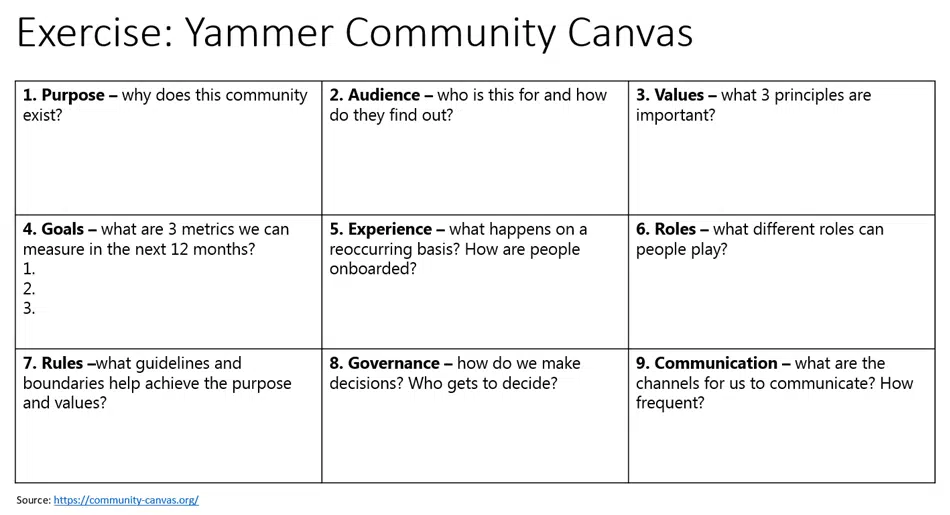 Exercise: Yammer Community Canvas
1. Purpose – why does this community
exist?
2. Audience – who is this for and how
do they find out?
3. Values – what 3 principles are
important?
4. Goals – what are 3 metrics we can
measure in the next 12 months?
1.
2.
3.
5. Experience – what happens on a
reoccurring basis? How are people
onboarded?
6. Roles – what different roles can
people play?
7. Rules –what guidelines and
boundaries help achieve the purpose
and values?
8. Governance – how do we make
decisions? Who gets to decide?
9. Communication – what are the
channels for us to communicate? How
frequent?
Source: https://community-canvas.org/